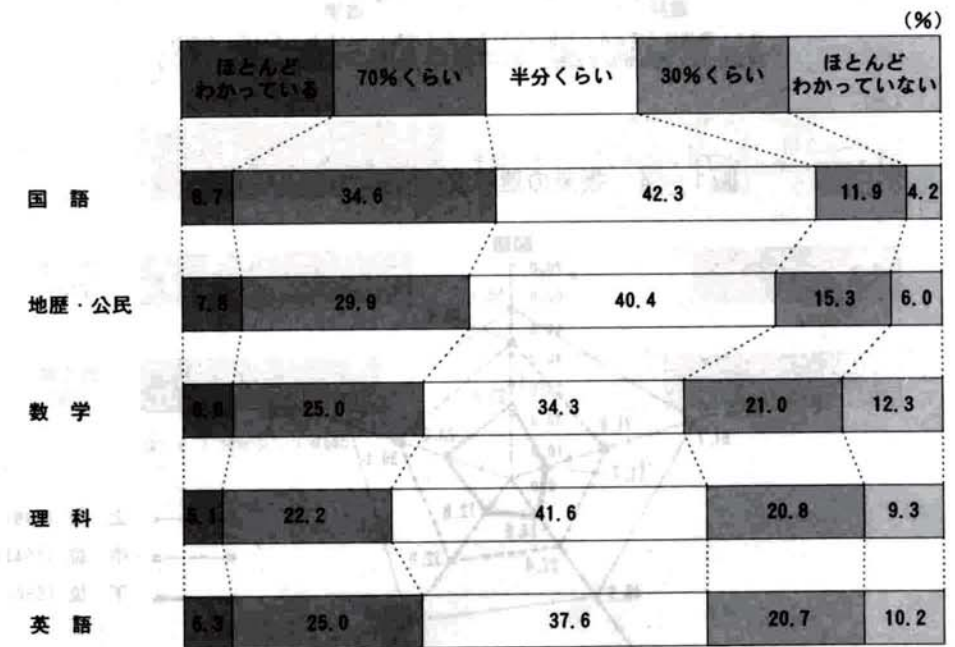 (%)
ほとんど
わかっている
70%くらい
半分くらい
30%くらい
ほとんど
わかっていない
国語
6.7
34.6
42.3
11.9
4.2
地歴・公民
29.9
40.4
15.3
6.0
数学
25.0
34.3
21.0
12.3
理科
5.1
22.2
41.6
20.8
9.3
英語
6.3
25.0
37.6
20.7
10.2